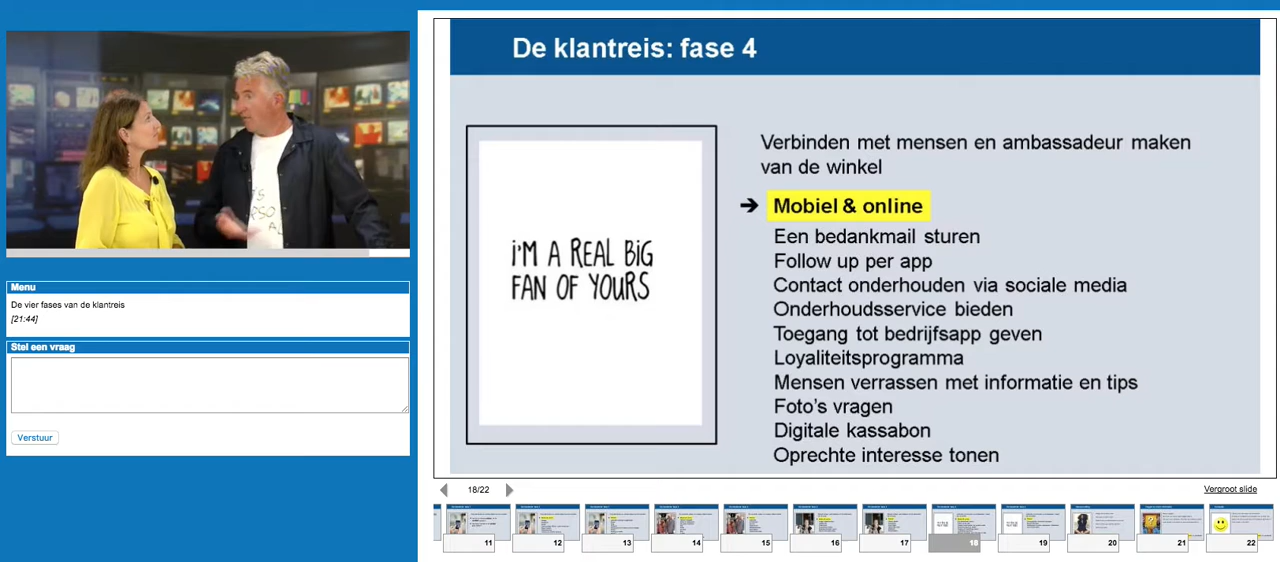 De klantreis: fase 4
I'M A REAL BIG
FAN OF YOURS
Verbinden met mensen en ambassadeur maken
van de winkel
➔ Mobiel & online
Een bedankmail sturen
Follow up per app
Contact onderhouden via sociale media
Onderhoudsservice bieden
Toegang tot bedrijfsapp geven
Loyaliteitsprogramma
Mensen verrassen met informatie en tips
Foto's vragen
Digitale kassabon
Oprechte interesse tonen
Menu
De vier fases van de klantreis
[21:44]
Stel een vraag
Verstuur
18/22
Vergroot slide
11 12 13 14 15 16 17 18 19 20 21 22